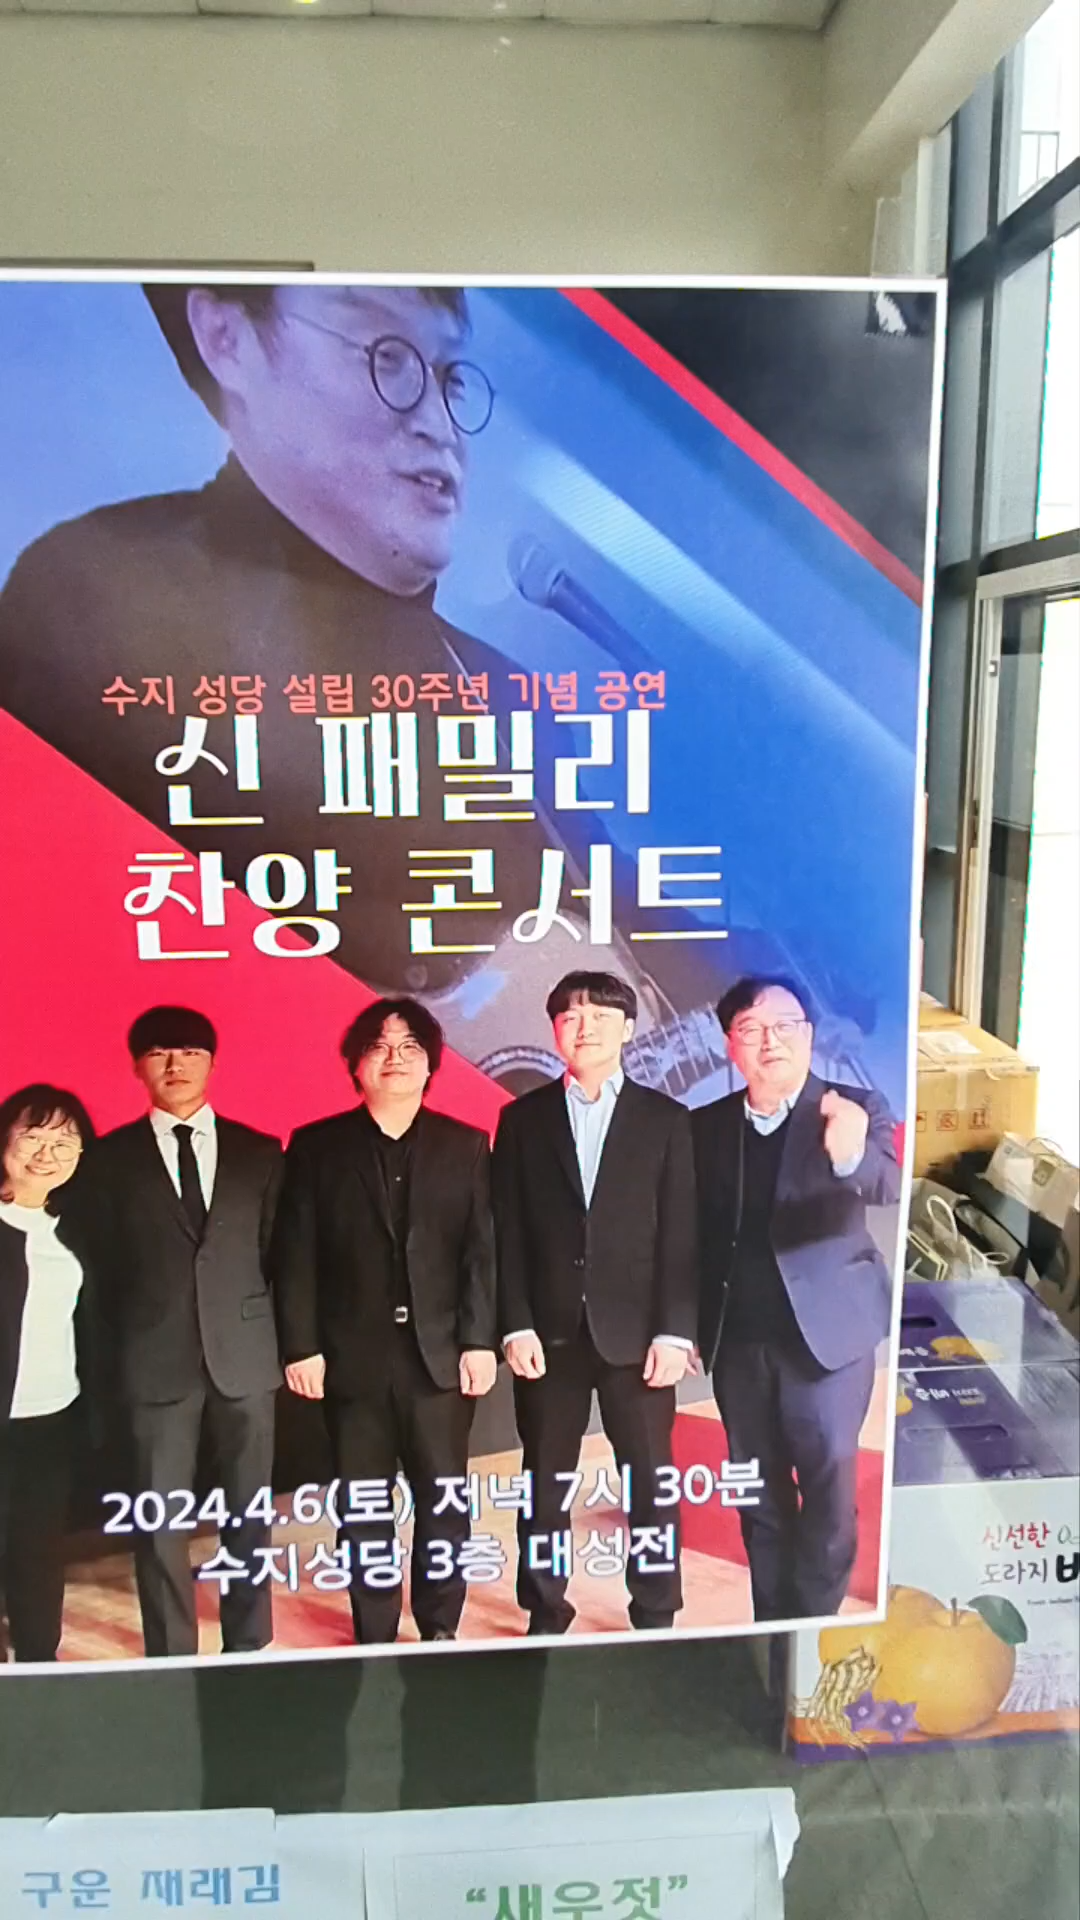 수지 성당 설립 30주년 기념 공연
신 패밀리
찬양 콘서트
2024.4.6(토) 저녁 7시 30분
수지성당 3층 대성전
신선한
도라지
구운 재래김
“새우젓”